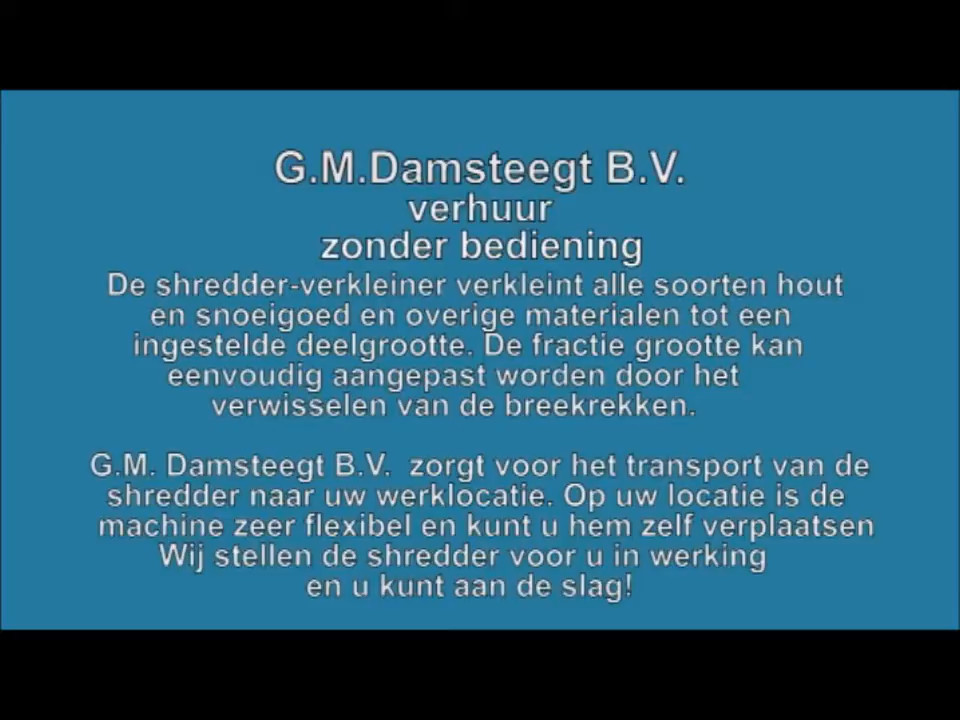 G.M.Damsteegt B.V.
verhuur
zonder bediening
De shredder-verkleiner verkleint alle soorten hout
en snoeigoed en overige materialen tot een
ingestelde deelgrootte. De fractie grootte kan
eenvoudig aangepast worden door het
verwisselen van de breekrekken.
G.M. Damsteegt B.V. zorgt voor het transport van de
shredder naar uw werklocatie. Op uw locatie is de
machine zeer flexibel en kunt u hem zelf verplaatsen
Wij stellen de shredder voor u in werking
en u kunt aan de slag!